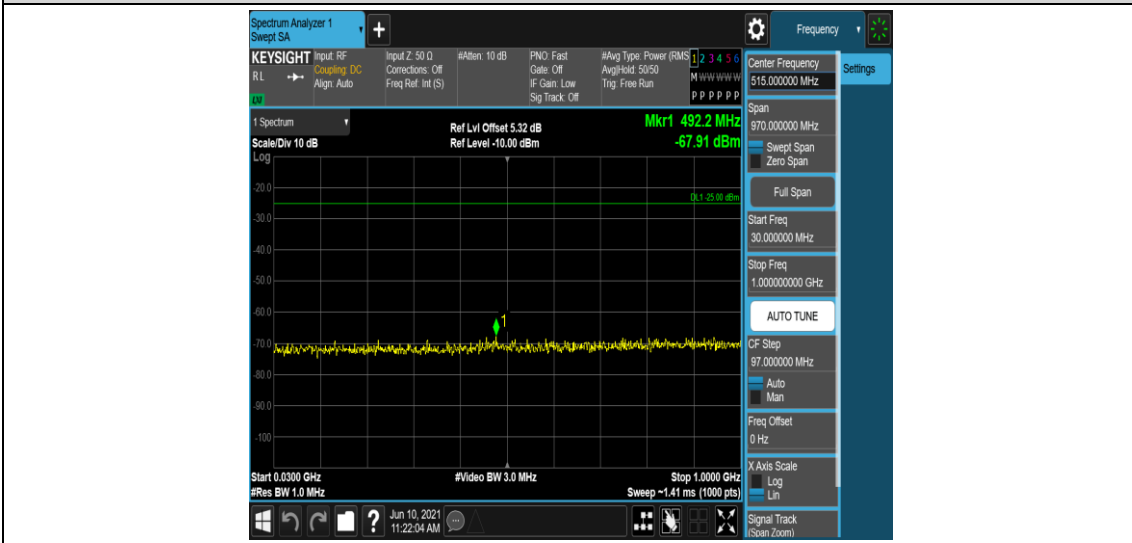 Spectrum Analyzer 1
Swept SA
+
Frequency
KEYSIGHT
RL
Input: RF
Coupling: DC
Align: Auto
Input Z: 50 Ω
Corrections: Off
Freq Ref: Int (S)
#Atten: 10 dB
PNO: Fast
Gate: Off
IF Gain: Low
Sig Track: Off
#Avg Type: Power (RMS
Avg|Hold: 50/50
Trig: Free Run
1 2 3 4 5 6
M W W W W W
P P P P P P
LXI
1 Spectrum
Scale/Div 10 dB
Log
Ref Lvl Offset 5.32 dB
Ref Level -10.00 dBm
Mkr1 492.2 MHz
-67.91 dBm
DL1 -25.00 dBm
-20.0
-30.0
-40.0
-50.0
-60.0
-70.0
-80.0
-90.0
-100
1
Start 0.0300 GHz
#Res BW 1.0 MHz
#Video BW 3.0 MHz
Stop 1.0000 GHz
Sweep ~1.41 ms (1000 pts)
Jun 10, 2021
11:22:04 AM
?
Center Frequency
515.000000 MHz
Settings
Span
970.000000 MHz
Swept Span
Zero Span
Full Span
Start Freq
30.000000 MHz
Stop Freq
1.000000000 GHz
AUTO TUNE
CF Step
97.000000 MHz
Auto
Man
Freq Offset
0 Hz
X Axis Scale
Log
Lin
Signal Track
(Span Zoom)